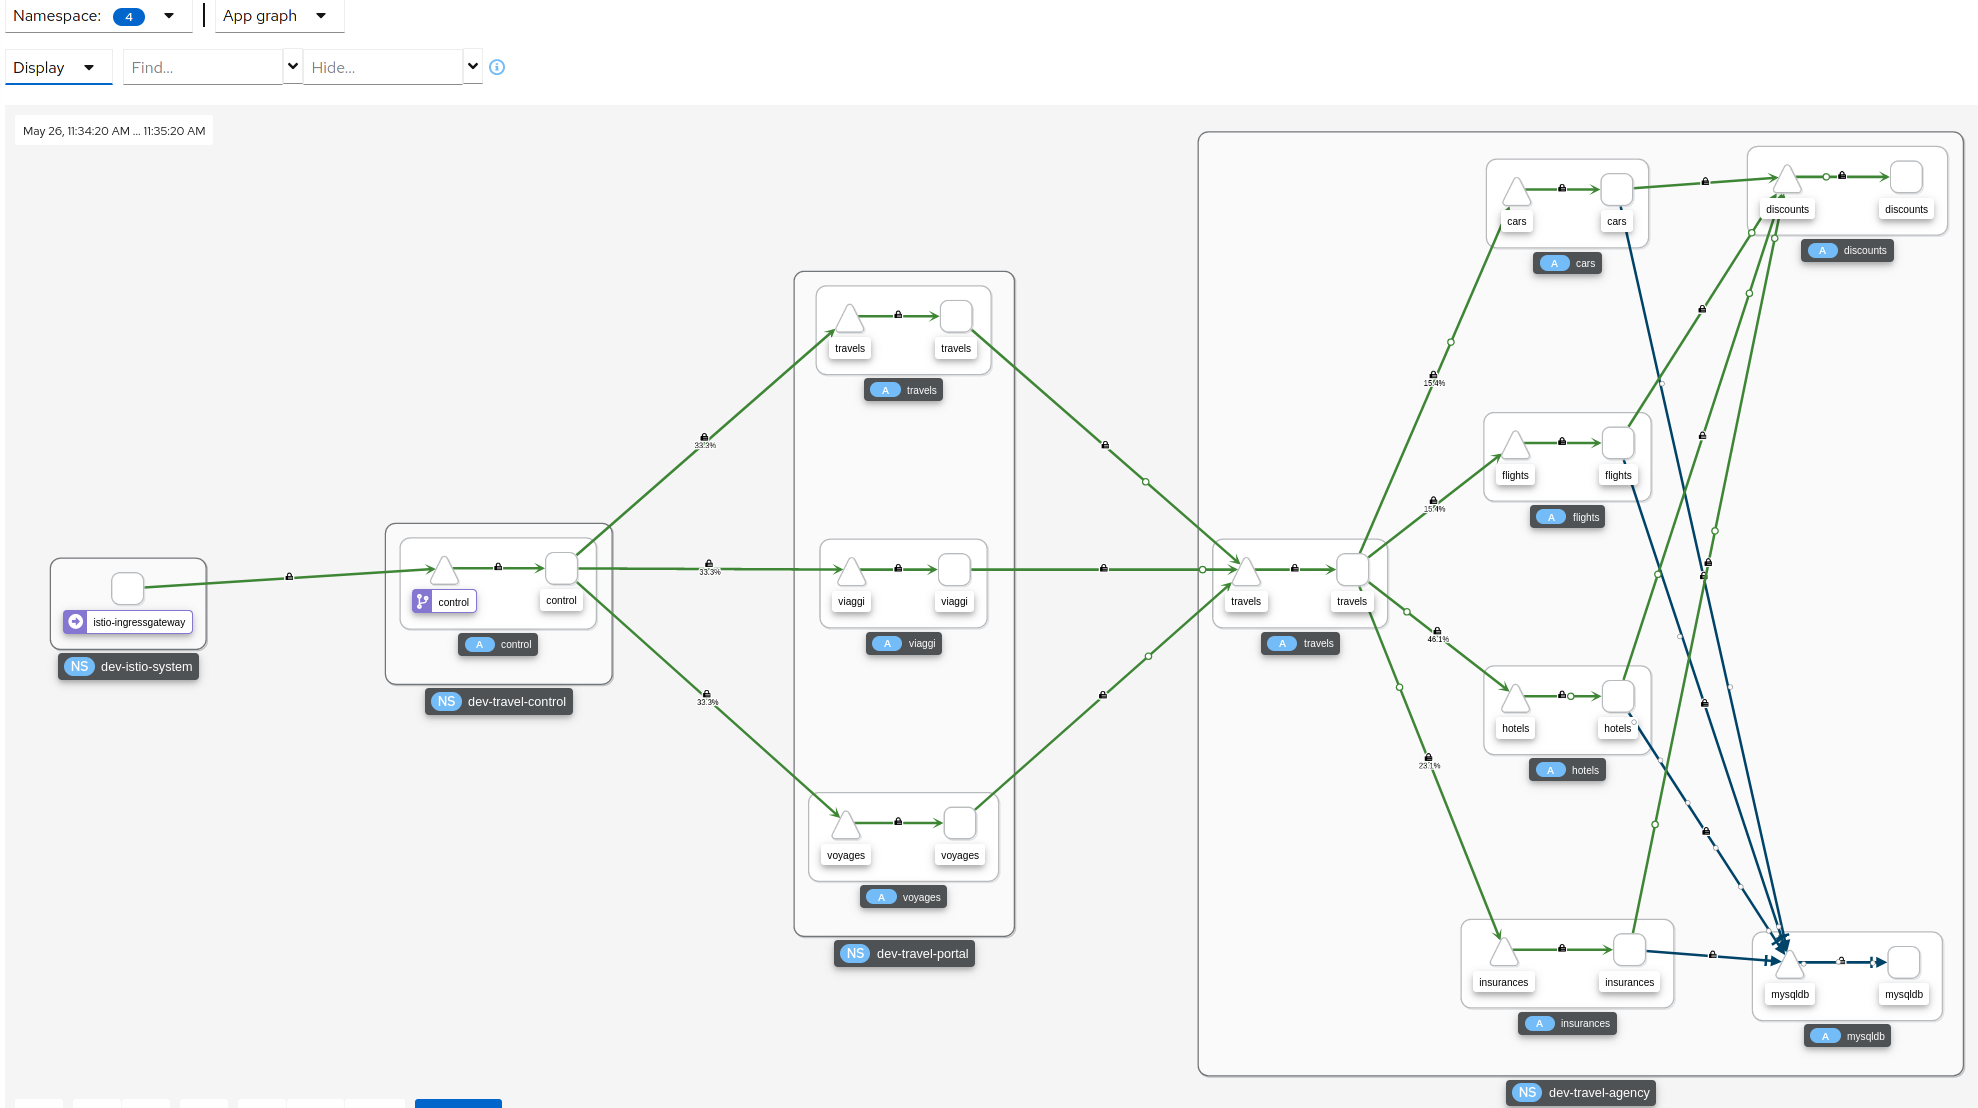 Namespace: 4
App graph
Display
Find...
Hide...
May 26, 11:34:20 AM ... 11:35:20 AM
istio-ingressgateway
NS dev-istio-system
control
control
A control
NS dev-travel-control
33.3%
33.3%
33.3%
travels
travels
A travels
viaggi
viaggi
A viaggi
voyages
voyages
A voyages
NS dev-travel-portal
travels
travels
A travels
15.4%
15.4%
46.1%
23.1%
cars
cars
A cars
discounts
discounts
A discounts
flights
flights
A flights
hotels
hotels
A hotels
insurances
insurances
A insurances
mysqldb
mysqldb
A mysqldb
NS dev-travel-agency